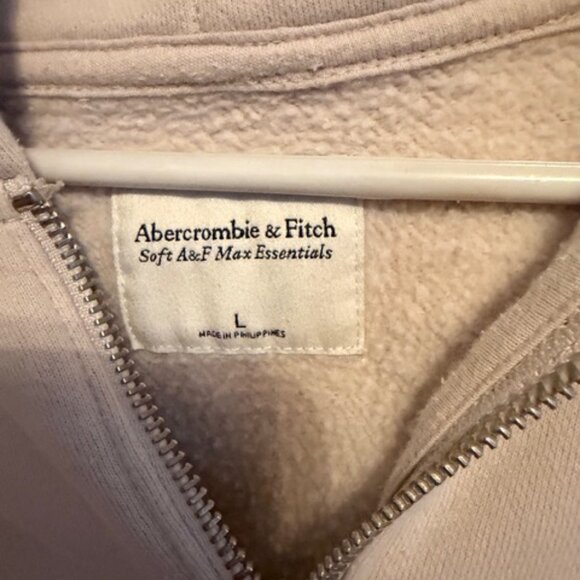 Abercrombie & Fitch
Soft A&F Max Essentials
L
MADE IN PHILIPPINES